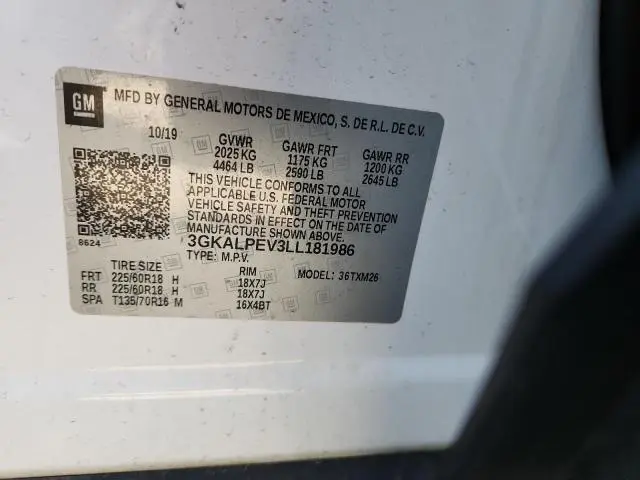 GM
MFD BY GENERAL MOTORS DE MEXICO, S. DE R.L. DE C.V.
10/19 GVWR GAWR FRT GAWR RR
2025 KG 1175 KG 1200 KG
4464 LB 2590 LB 2645 LB
THIS VEHICLE CONFORMS TO ALL
APPLICABLE U.S. FEDERAL MOTOR
VEHICLE SAFETY AND THEFT PREVENTION
STANDARDS IN EFFECT ON THE DATE OF
MANUFACTURE SHOWN ABOVE.
3GKALPEV3LL181986
8624
TYPE: M.P.V. MODEL: 36TXM26
TIRE SIZE RIM
FRT 225/60R18 H 18X7J
RR 225/60R18 H 18X7J
SPA T135/70R16 M 16X4BT